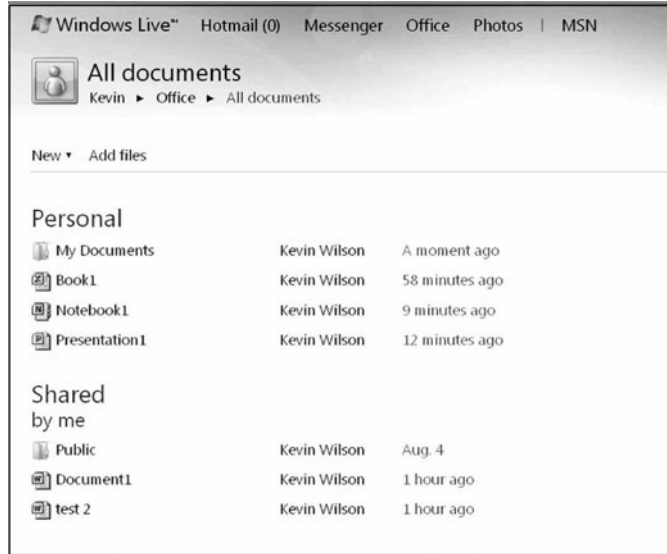 Windows Live™ Hotmail (0) Messenger Office Photos | MSN
All documents
Kevin ▸ Office ▸ All documents
New ▾ Add files
Personal
My Documents Kevin Wilson A moment ago
Book1 Kevin Wilson 58 minutes ago
Notebook1 Kevin Wilson 9 minutes ago
Presentation1 Kevin Wilson 12 minutes ago
Shared
by me
Public Kevin Wilson Aug. 4
Document1 Kevin Wilson 1 hour ago
test 2 Kevin Wilson 1 hour ago